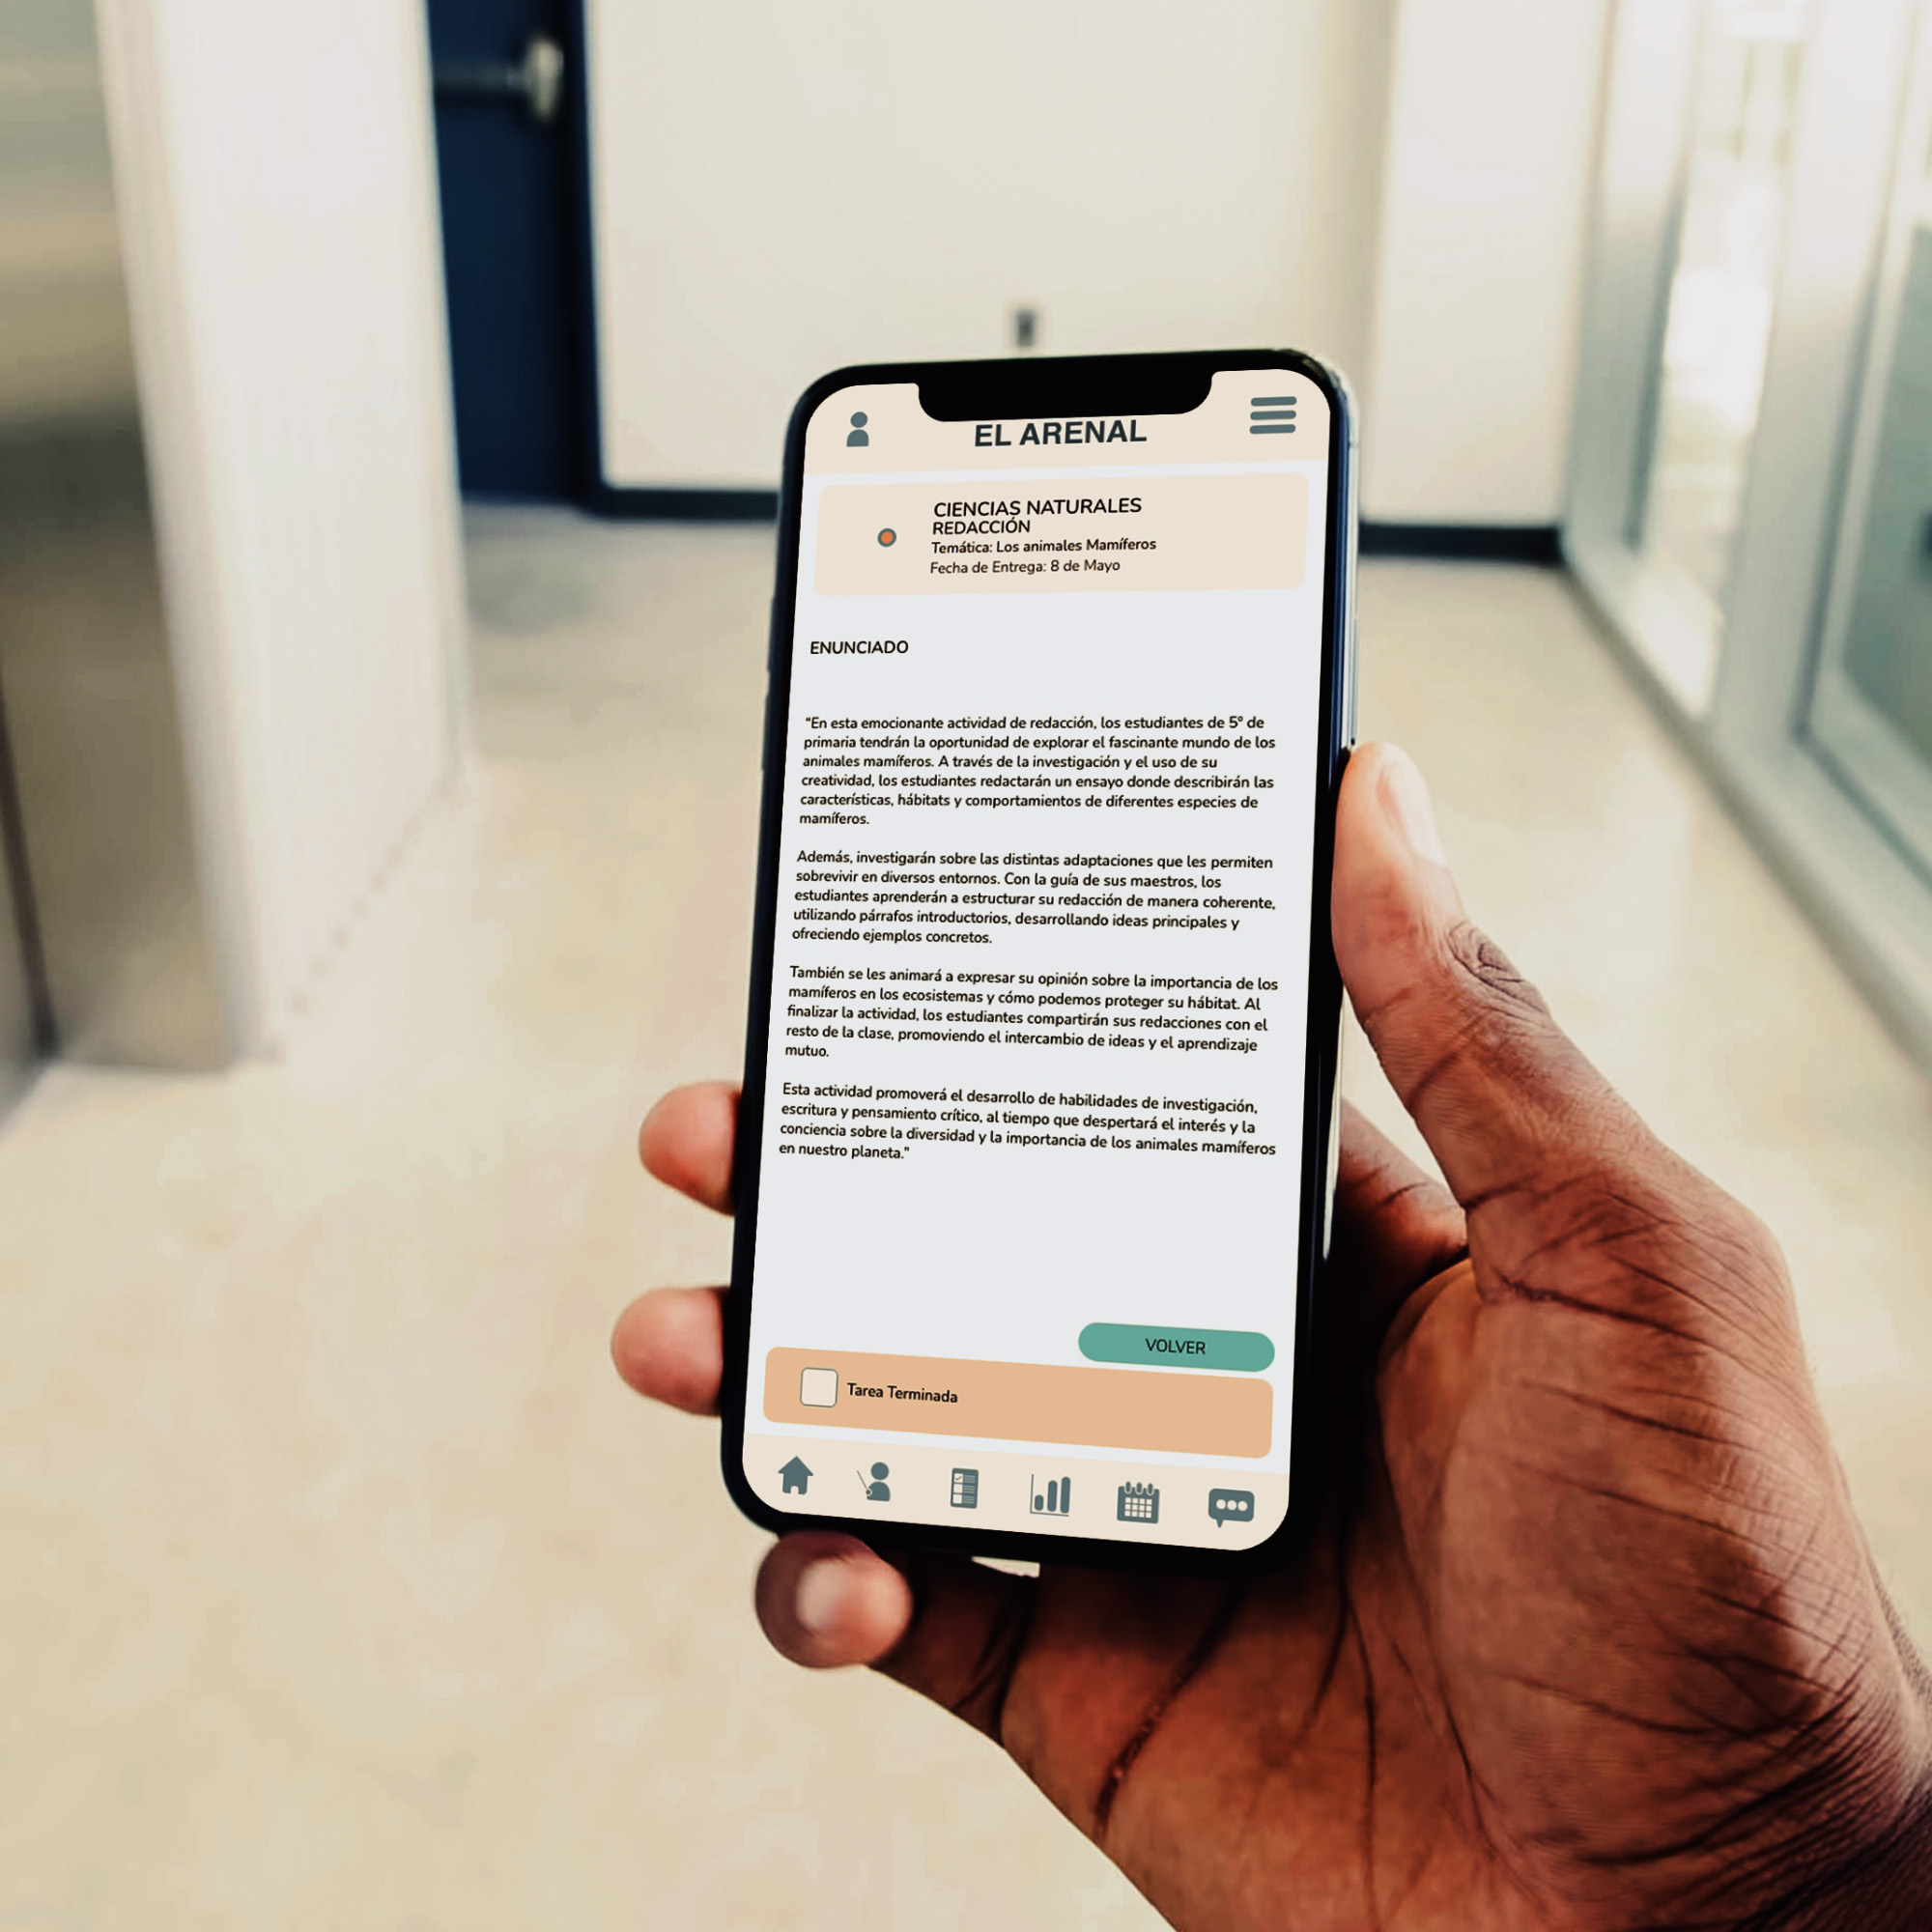 EL ARENAL
CIENCIAS NATURALES
REDACCIÓN
Temática: Los animales Mamíferos
Fecha de Entrega: 8 de Mayo
ENUNCIADO
“En esta emocionante actividad de redacción, los estudiantes de 5º de
primaria tendrán la oportunidad de explorar el fascinante mundo de los
animales mamíferos. A través de la investigación y el uso de su
creatividad, los estudiantes redactarán un ensayo donde describirán las
características, hábitats y comportamientos de diferentes especies de
mamíferos.
Además, investigarán sobre las distintas adaptaciones que les permiten
sobrevivir en diversos entornos. Con la guía de sus maestros, los
estudiantes aprenderán a estructurar su redacción de manera coherente,
utilizando párrafos introductorios, desarrollando ideas principales y
ofreciendo ejemplos concretos.
También se les animará a expresar su opinión sobre la importancia de los
mamíferos en los ecosistemas y cómo podemos proteger su hábitat. Al
finalizar la actividad, los estudiantes compartirán sus redacciones con el
resto de la clase, promoviendo el intercambio de ideas y el aprendizaje
mutuo.
Esta actividad promoverá el desarrollo de habilidades de investigación,
escritura y pensamiento crítico, al tiempo que despertará el interés y la
conciencia sobre la diversidad y la importancia de los animales mamíferos
en nuestro planeta."
VOLVER
Tarea Terminada